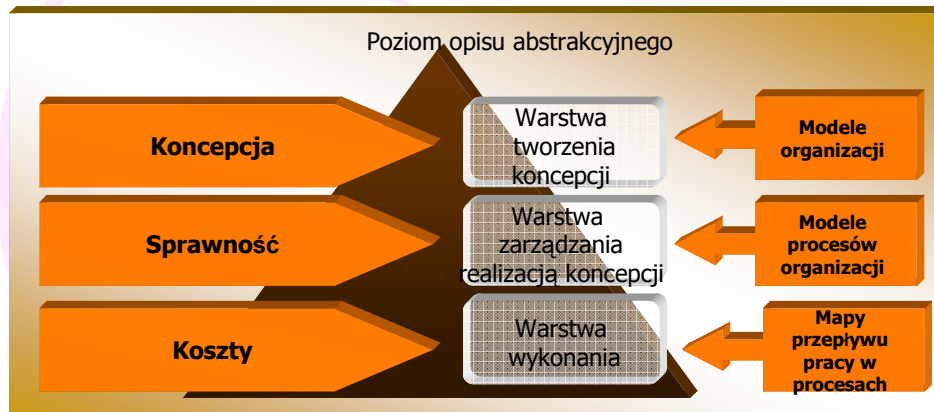 Poziom opisu abstrakcyjnego
Koncepcja
Warstwa
tworzenia
koncepcji
Modele
organizacji
Sprawność
Warstwa
zarządzania
realizacją koncepcji
Modele
procesów
organizacji
Koszty
Warstwa
wykonania
Mapy
przepływu
pracy w
procesach